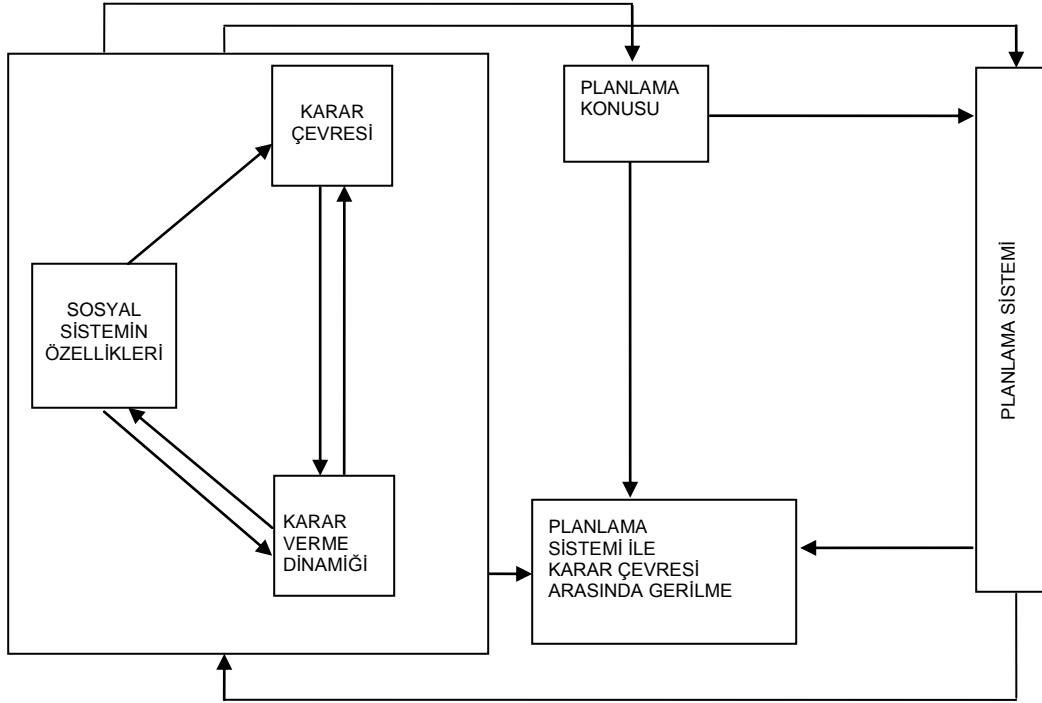 KARAR
ÇEVRESİ
PLANLAMA
KONUSU
SOSYAL
SİSTEMİN
ÖZELLİKLERİ
KARAR
VERME
DİNAMİĞİ
PLANLAMA
SİSTEMİ İLE
KARAR ÇEVRESİ
ARASINDA GERİLME
PLANLAMA SİSTEMİ